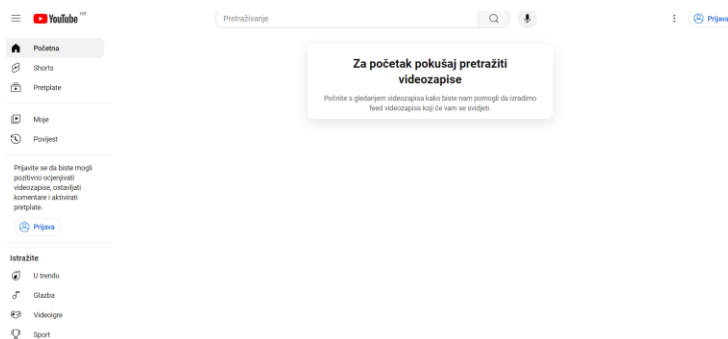 YouTube HR
Pretraživanje
Prijava
Početna
Shorta
Pretplate
Moje
Povijest
Prijavite se da biste mogli
pozitivno ocjenjivati
videozapise, ostavljati
komentare i aktivirati
pretplate.
Prijava
Istražite
U trendu
Glazba
Videoigre
Sport
Za početak pokušaj pretražiti
videozapise
Počnite s gledanjem videozapisa kako biste nam pomogli da izradimo
feed videozapisa koji će vam se svidjeti.